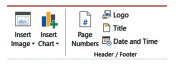 Insert Image
Insert Chart
#
Page Numbers
Logo
Title
Date and Time
Header / Footer